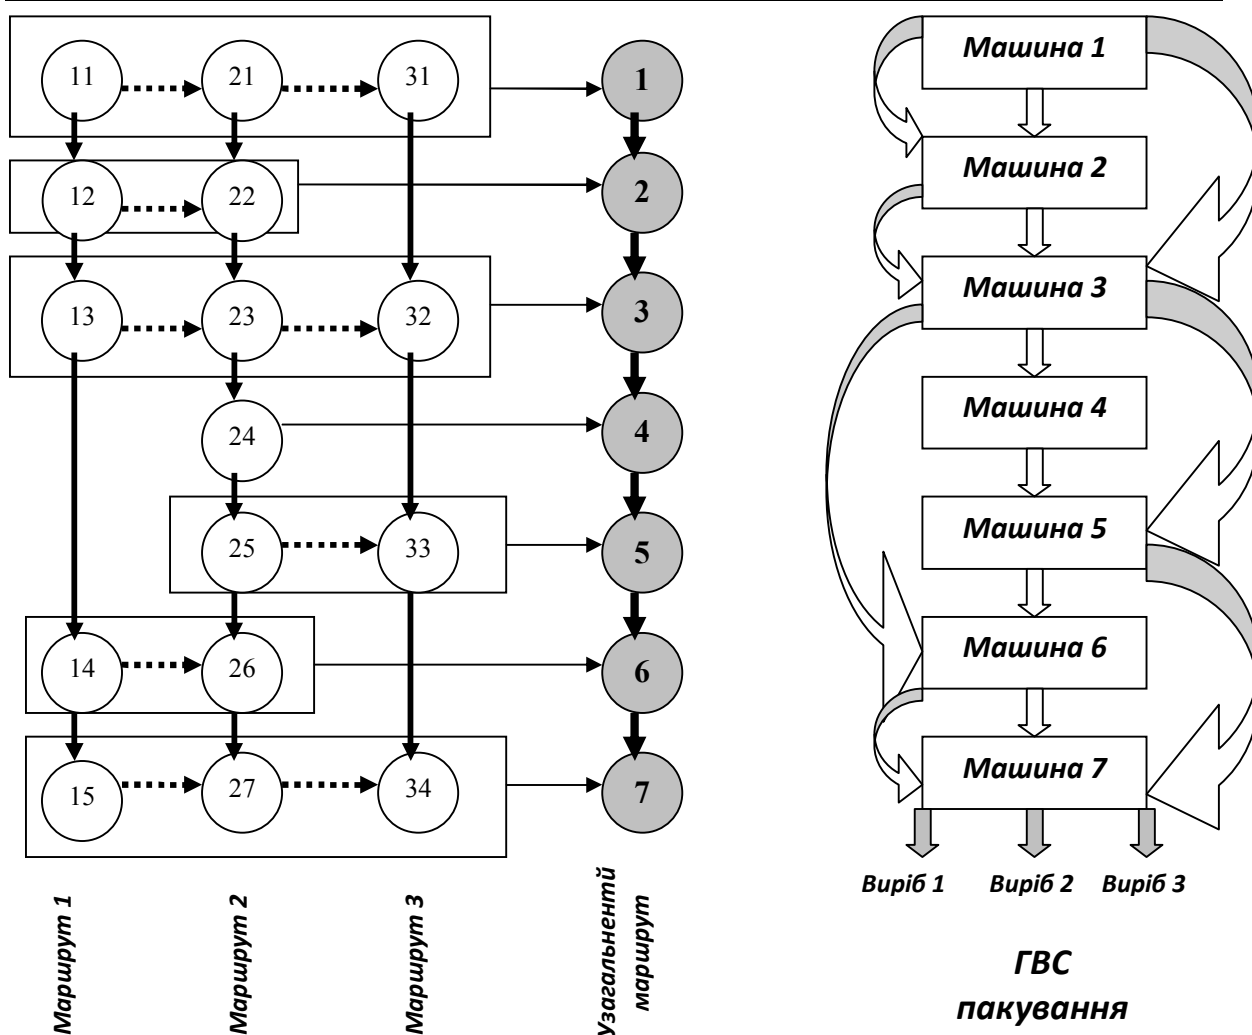 11
21
31
1
12
22
2
13
23
32
3
24
4
25
33
5
14
26
6
15
27
34
7
Маршрут 1
Маршрут 2
Маршрут 3
Узагальнентй
маршрут
Машина 1
Машина 2
Машина 3
Машина 4
Машина 5
Машина 6
Машина 7
Виріб 1
Виріб 2
Виріб 3
ГВС
пакування